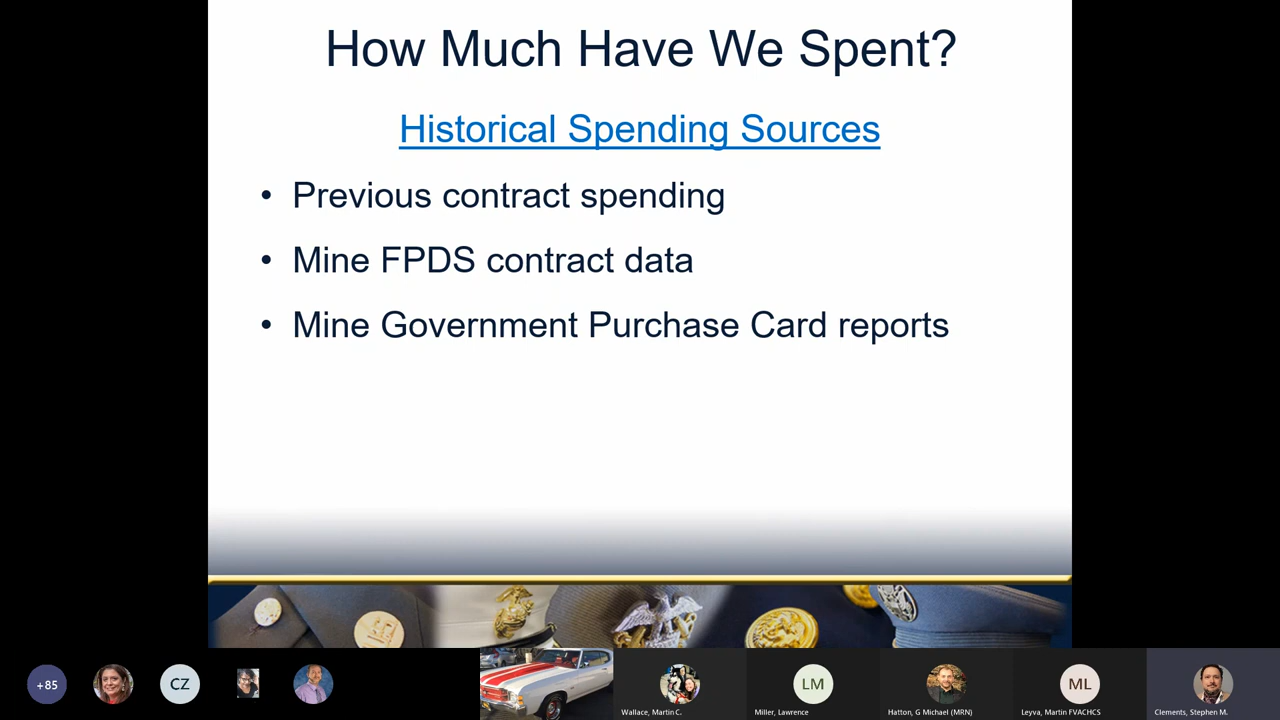 How Much Have We Spent?
Historical Spending Sources
• Previous contract spending
• Mine FPDS contract data
• Mine Government Purchase Card reports
+85
CZ
LM
ML
Wallace, Martin C.
Miller, Lawrence
Hatton, G Michael (MRN)
Leyva, Martin FVACHCS
Clements, Stephen M.